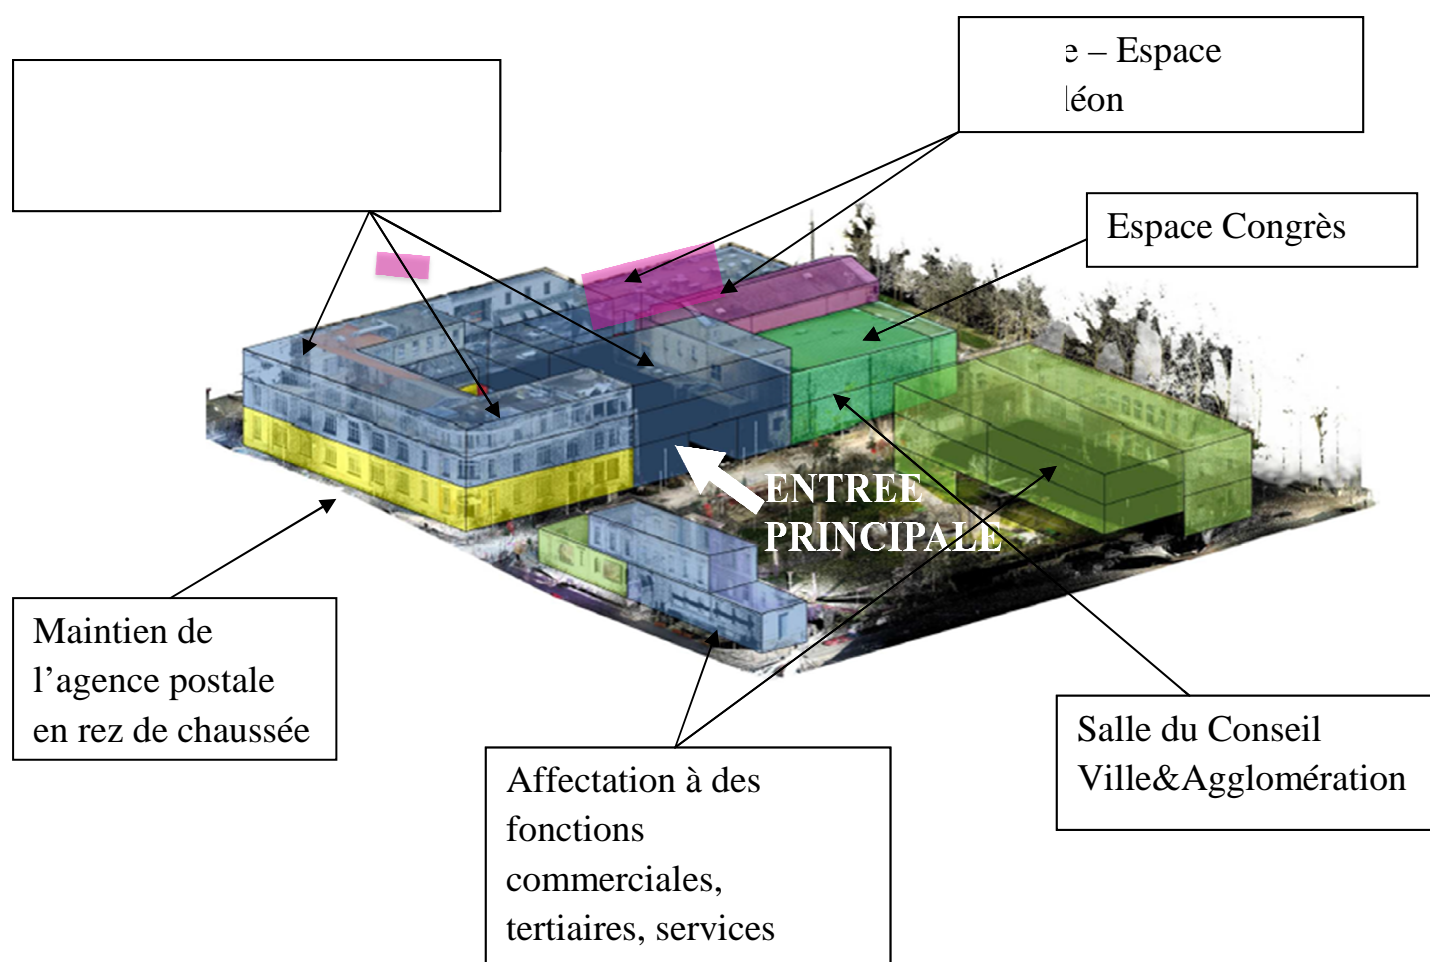 – Espace
Espace Congrès
ENTREE
PRINCIPALE
Maintien de
l’agence postale
en rez de chaussée
Salle du Conseil
Ville&Agglomération
Affectation à des
fonctions
commerciales,
tertiaires, services